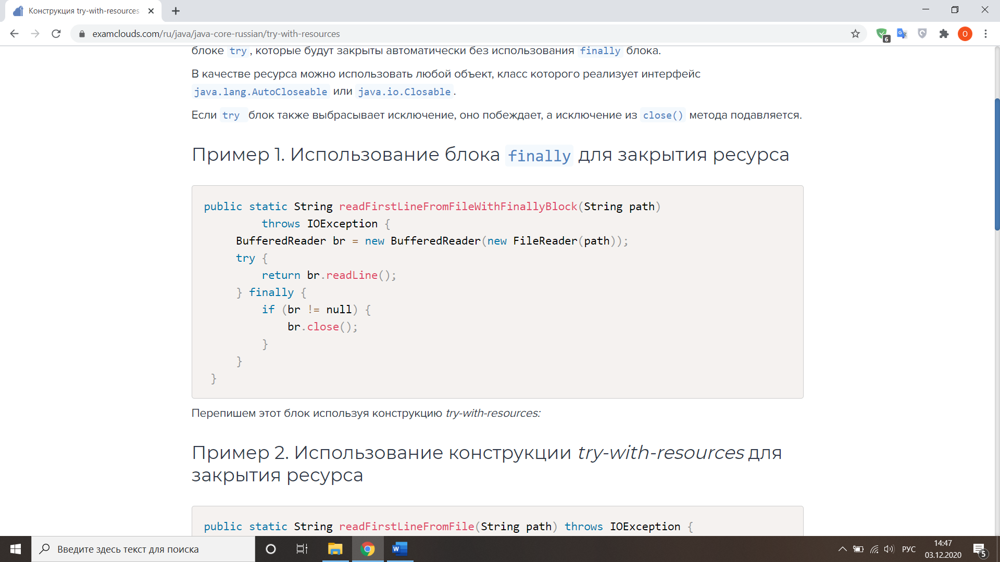 Конструкция try-with-resources
examclouds.com/ru/java/java-core-russian/try-with-resources
6
O
блоке try , которые будут закрыты автоматически без использования finally блока.
В качестве ресурса можно использовать любой объект, класс которого реализует интерфейс
java.lang.AutoCloseable или java.io.Closable .
Если try блок также выбрасывает исключение, оно побеждает, а исключение из close() метода подавляется.
Пример 1. Использование блока finally для закрытия ресурса
public static String readFirstLineFromFileWithFinallyBlock(String path)
throws IOException {
BufferedReader br = new BufferedReader(new FileReader(path));
try {
return br.readLine();
} finally {
if (br != null) {
br.close();
}
}
}
Перепишем этот блок используя конструкцию try-with-resources:
Пример 2. Использование конструкции try-with-resources для
закрытия ресурса
public static String readFirstLineFromFile(String path) throws IOException {
Введите здесь текст для поиска
W
РУС
14:47
03.12.2020
5